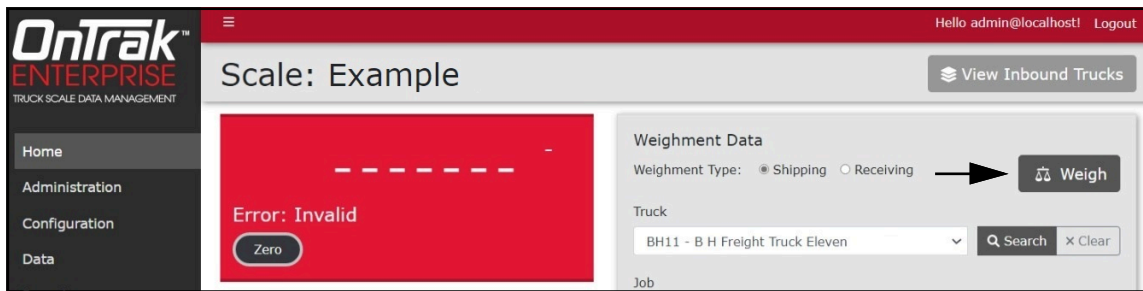 OnTrak™
ENTERPRISE
TRUCK SCALE DATA MANAGEMENT
Home
Administration
Configuration
Data
Hello admin@localhost! Logout
Scale: Example
View Inbound Trucks
- - - - - - - -
Error: Invalid
Zero
Weighment Data
Weighment Type: Shipping Receiving
Weigh
Truck
BH11 - B H Freight Truck Eleven
Search × Clear
Job